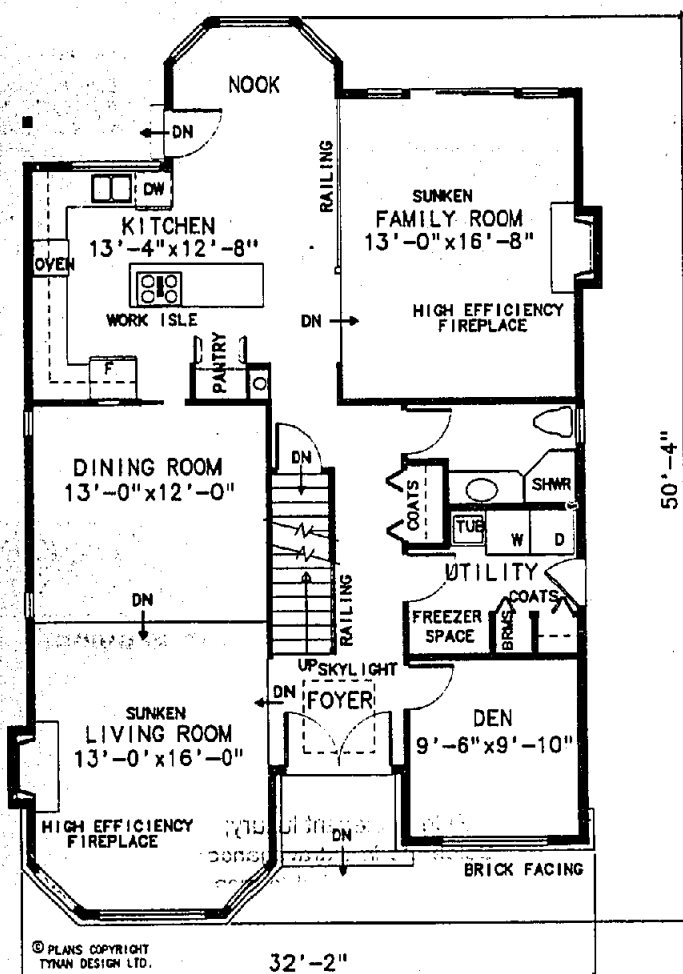 NOOK
DN
RAILING
DW
KITCHEN
13'-4"x12'-8"
OVEN
WORK ISLE
F
PANTRY
SUNKEN
FAMILY ROOM
13'-0"x16'-8"
HIGH EFFICIENCY
FIREPLACE
DN
50'-4"
DINING ROOM
13'-0"x12'-0"
DN
DN
COATS
SHWR
TUB
W
D
UTILITY
COATS
FREEZER
SPACE
BRMS
RAILING
UP
SKYLIGHT
FOYER
DN
SUNKEN
LIVING ROOM
13'-0'x16'-0"
HIGH EFFICIENCY
FIREPLACE
DEN
9'-6"x9'-10"
DN
BRICK FACING
© PLANS COPYRIGHT
TYNAN DESIGN LTD.
32'-2"